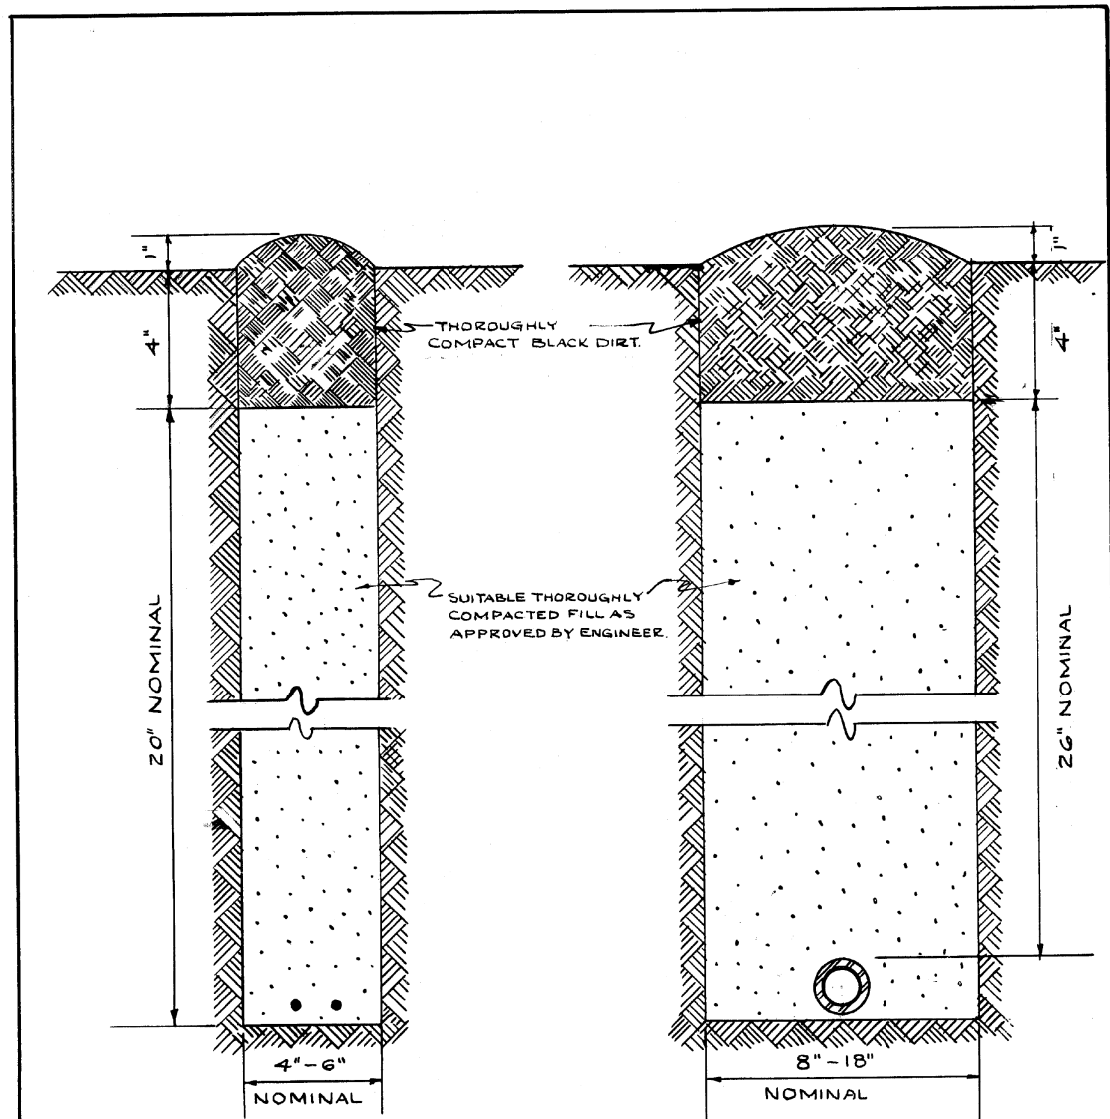 1"
4"
1"
4"
THOROUGHLY
COMPACT BLACK DIRT.
SUITABLE THOROUGHLY
COMPACTED FILL AS
APPROVED BY ENGINEER.
20" NOMINAL
26" NOMINAL
4"-6"
NOMINAL
8"-18"
NOMINAL